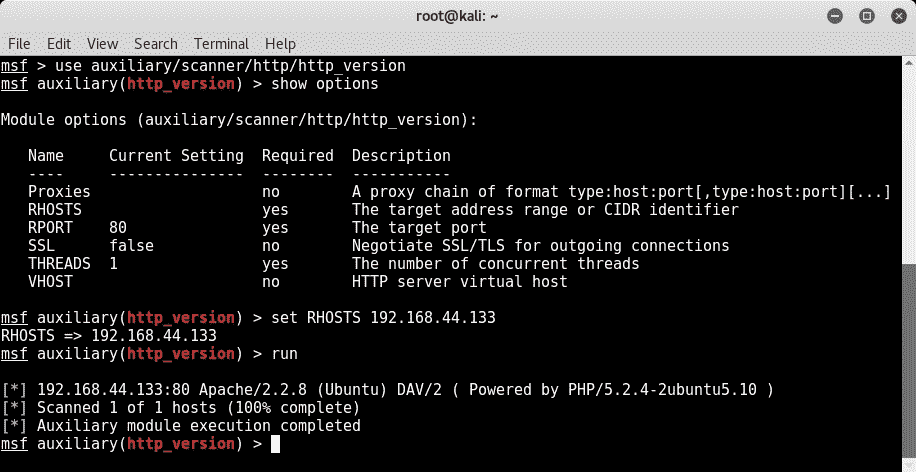 root@kali: ~
File Edit View Search Terminal Help
msf > use auxiliary/scanner/http/http_version
msf auxiliary(http_version) > show options
Module options (auxiliary/scanner/http/http_version):
Name Current Setting Required Description
---- --------------- -------- -----------
Proxies no A proxy chain of format type:host:port[,type:host:port][...]
RHOSTS yes The target address range or CIDR identifier
RPORT 80 yes The target port
SSL false no Negotiate SSL/TLS for outgoing connections
THREADS 1 yes The number of concurrent threads
VHOST no HTTP server virtual host
msf auxiliary(http_version) > set RHOSTS 192.168.44.133
RHOSTS => 192.168.44.133
msf auxiliary(http_version) > run
[*] 192.168.44.133:80 Apache/2.2.8 (Ubuntu) DAV/2 ( Powered by PHP/5.2.4-2ubuntu5.10 )
[*] Scanned 1 of 1 hosts (100% complete)
[*] Auxiliary module execution completed
msf auxiliary(http_version) >